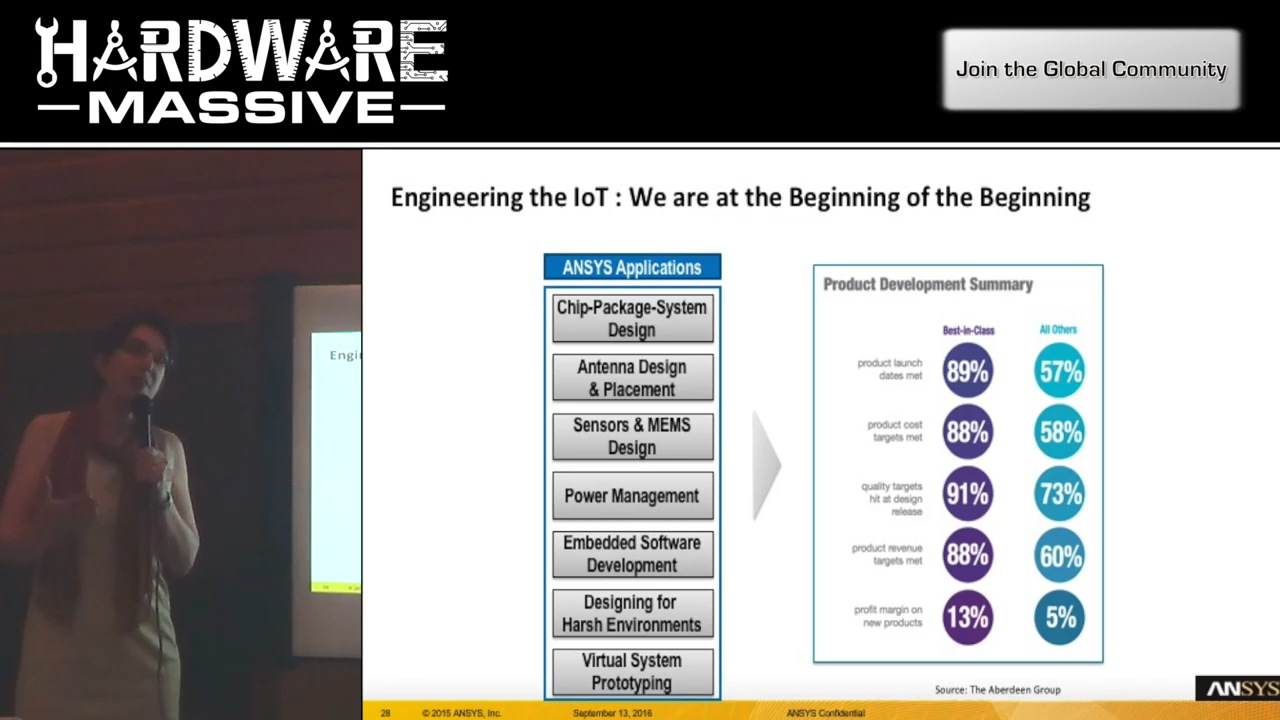 HARDWARE
MASSIVE
Join the Global Community
Engi
Engineering the IoT : We are at the Beginning of the Beginning
ANSYS Applications
Chip-Package-System
Design
Antenna Design
& Placement
Sensors & MEMS
Design
Power Management
Embedded Software
Development
Designing for
Harsh Environments
Virtual System
Prototyping
Product Development Summary
Best-in-Class All Others
product launch
dates met
89% 57%
product cost
targets met
88% 58%
quality targets
hit at design
release
91% 73%
product revenue
targets met
88% 60%
profit margin on
new products
13% 5%
Source: The Aberdeen Group
ANSYS
28 © 2015 ANSYS, Inc. September 13, 2016 ANSYS Confidential